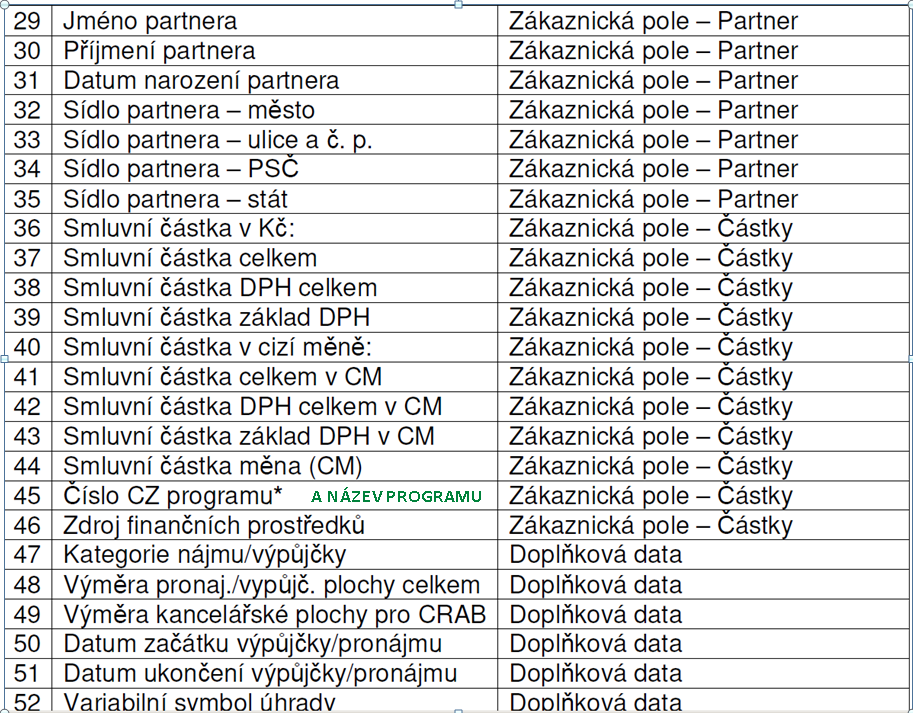 29 Jméno partnera Zákaznická pole – Partner
30 Příjmení partnera Zákaznická pole – Partner
31 Datum narození partnera Zákaznická pole – Partner
32 Sídlo partnera – město Zákaznická pole – Partner
33 Sídlo partnera – ulice a č. p. Zákaznická pole – Partner
34 Sídlo partnera – PSČ Zákaznická pole – Partner
35 Sídlo partnera – stát Zákaznická pole – Partner
36 Smluvní částka v Kč: Zákaznická pole – Částky
37 Smluvní částka celkem Zákaznická pole – Částky
38 Smluvní částka DPH celkem Zákaznická pole – Částky
39 Smluvní částka základ DPH Zákaznická pole – Částky
40 Smluvní částka v cizí měně: Zákaznická pole – Částky
41 Smluvní částka celkem v CM Zákaznická pole – Částky
42 Smluvní částka DPH celkem v CM Zákaznická pole – Částky
43 Smluvní částka základ DPH v CM Zákaznická pole – Částky
44 Smluvní částka měna (CM) Zákaznická pole – Částky
45 Číslo CZ programu* A NÁZEV PROGRAMU Zákaznická pole – Částky
46 Zdroj finančních prostředků Zákaznická pole – Částky
47 Kategorie nájmu/výpůjčky Doplňková data
48 Výměra pronaj./vypůjč. plochy celkem Doplňková data
49 Výměra kancelářské plochy pro CRAB Doplňková data
50 Datum začátku výpůjčky/pronájmu Doplňková data
51 Datum ukončení výpůjčky/pronájmu Doplňková data
52 Variabilní symbol úhrady Doplňková data